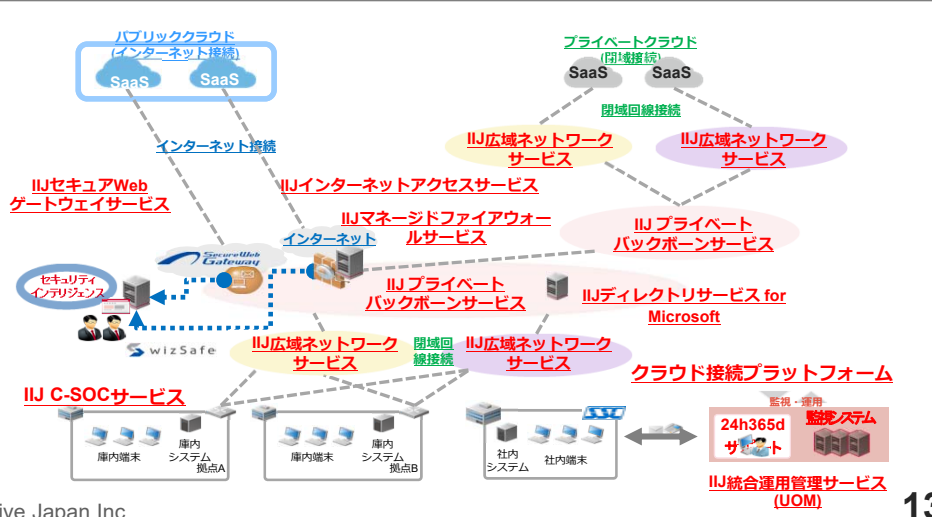 パブリッククラウド
(インターネット接続)
SaaS
SaaS
プライベートクラウド
(閉域接続)
SaaS
SaaS
閉域回線接続
IIJ広域ネットワーク
サービス
IIJ広域ネットワーク
サービス
インターネット接続
IIJセキュアWeb
ゲートウェイサービス
IIJインターネットアクセスサービス
IIJマネージドファイアウォー
ルサービス
インターネット
IIJ プライベート
バックボーンサービス
SecureWeb
Gateway
セキュリティ
インテリジェンス
IIJ プライベート
バックボーンサービス
IIJディレクトリサービス for
Microsoft
wizSafe
IIJ広域ネットワーク
サービス
閉域回
線接続
IIJ広域ネットワーク
サービス
IIJ C-SOCサービス
クラウド接続プラットフォーム
監視・運用
24h365d
監視システム
庫内端末
庫内
システム
拠点A
庫内端末
庫内
システム
拠点B
社内
システム
社内端末
IIJ統合運用管理サービス
(UOM)
Japan Inc
13